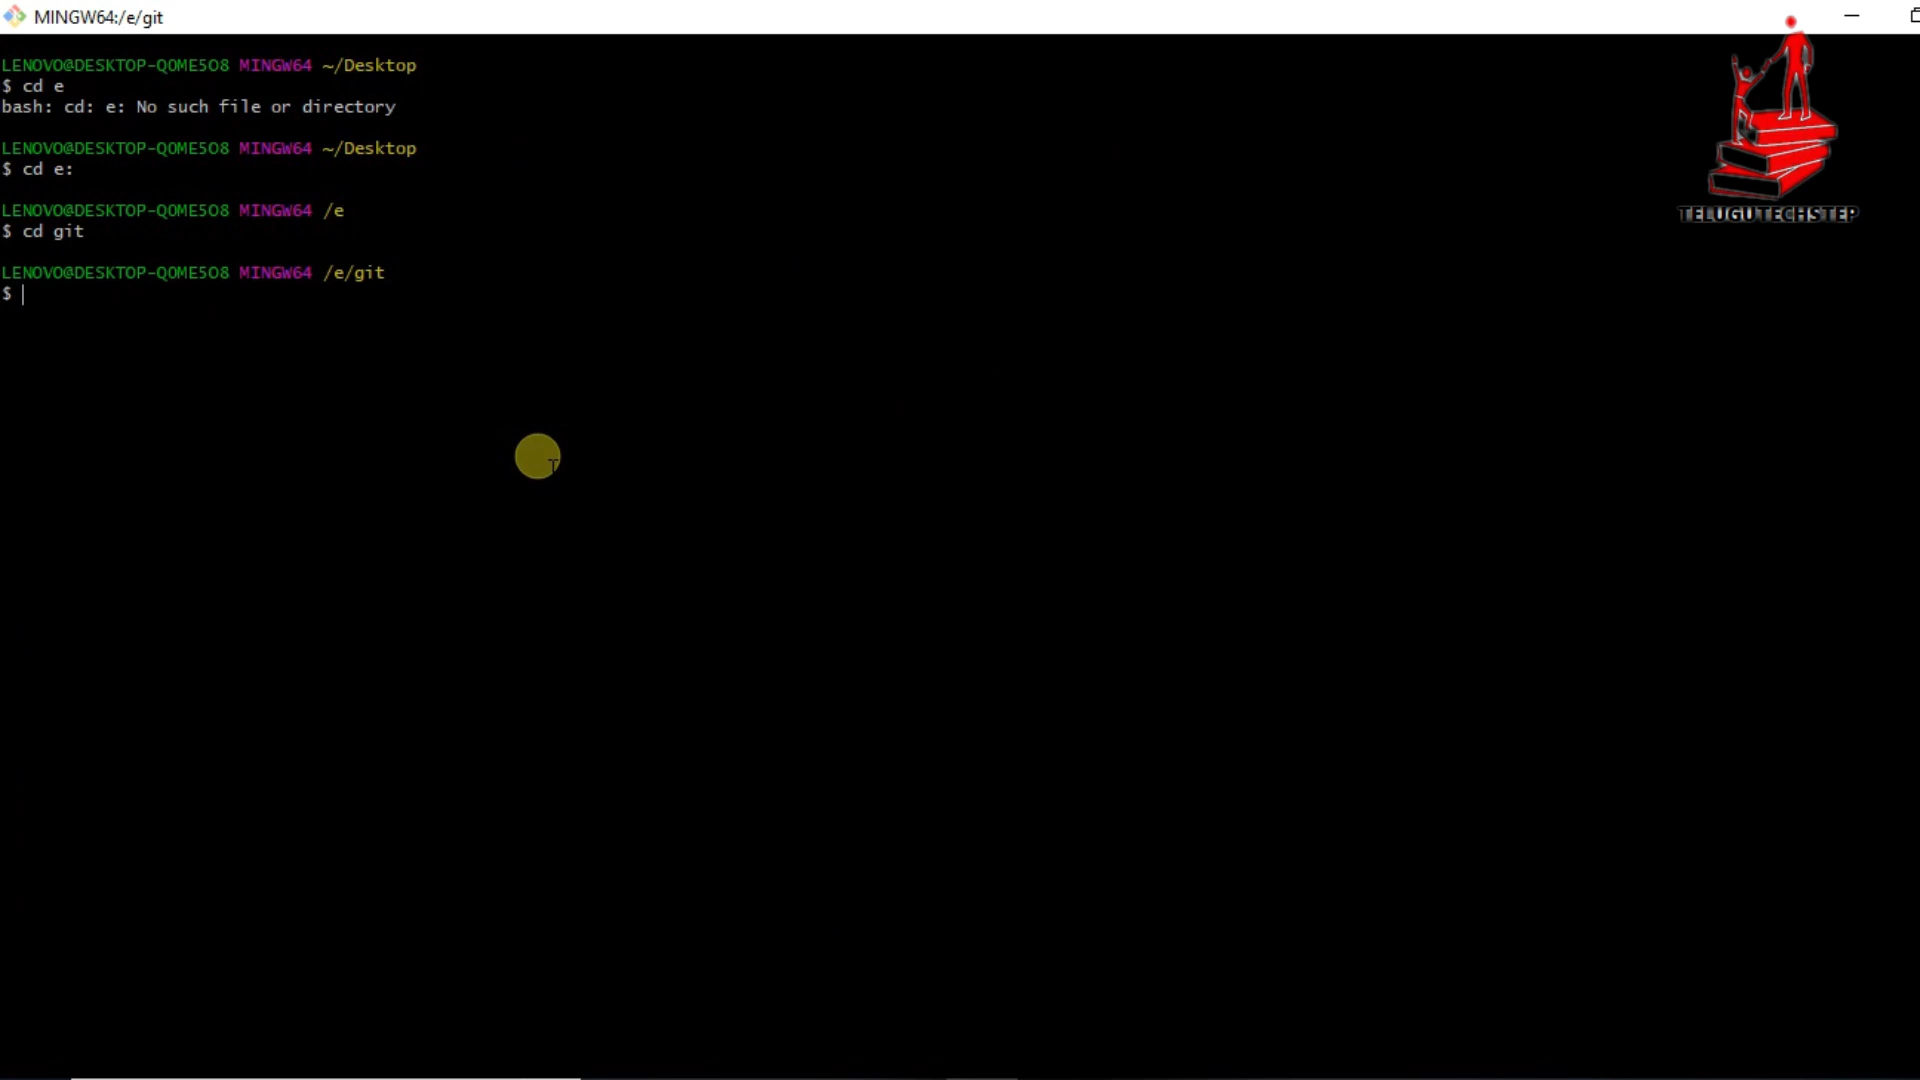 MINGW64:/e/git
LENOVO@DESKTOP-QOME5O8 MINGW64 ~/Desktop
$ cd e
bash: cd: e: No such file or directory
LENOVO@DESKTOP-QOME5O8 MINGW64 ~/Desktop
$ cd e:
LENOVO@DESKTOP-QOME5O8 MINGW64 /e
$ cd git
LENOVO@DESKTOP-QOME5O8 MINGW64 /e/git
$
TELUGUTECHSTEP